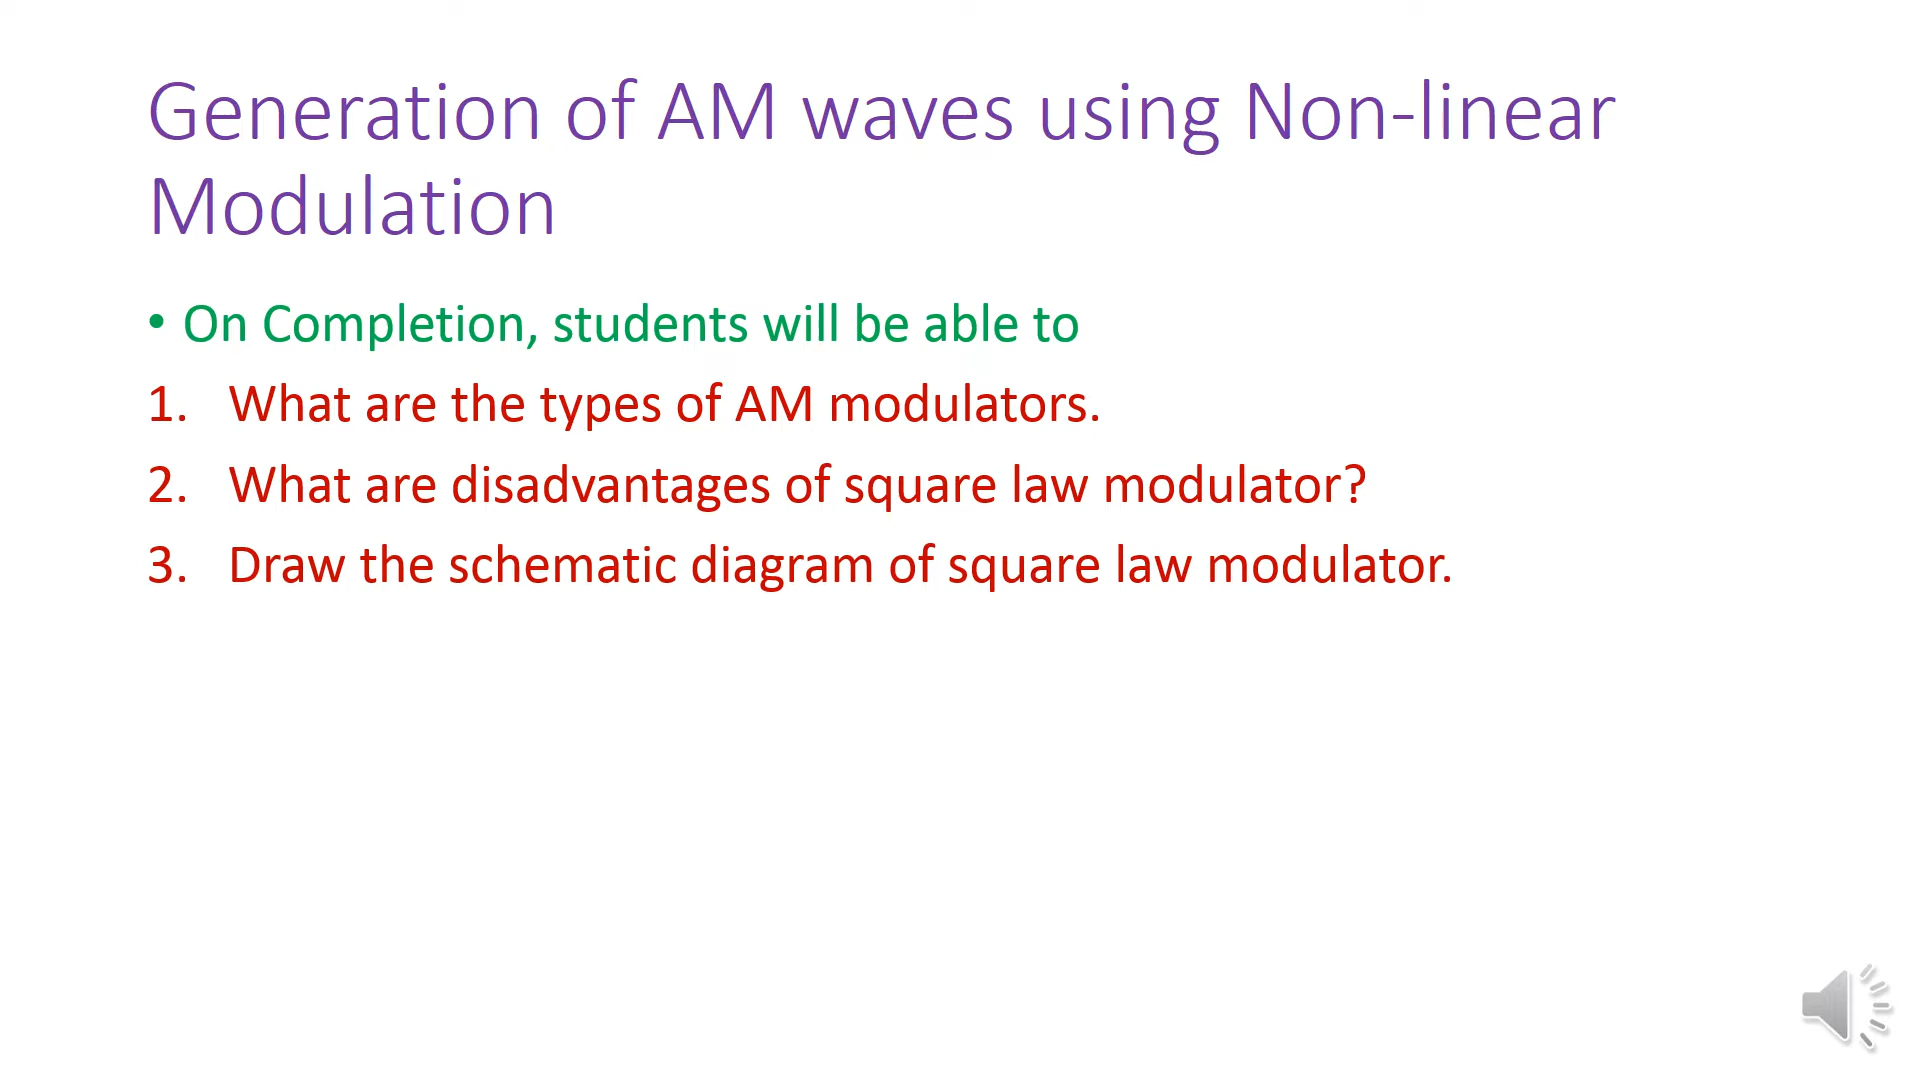 Generation of AM waves using Non-linear
Modulation
• On Completion, students will be able to
1. What are the types of AM modulators.
2. What are disadvantages of square law modulator?
3. Draw the schematic diagram of square law modulator.